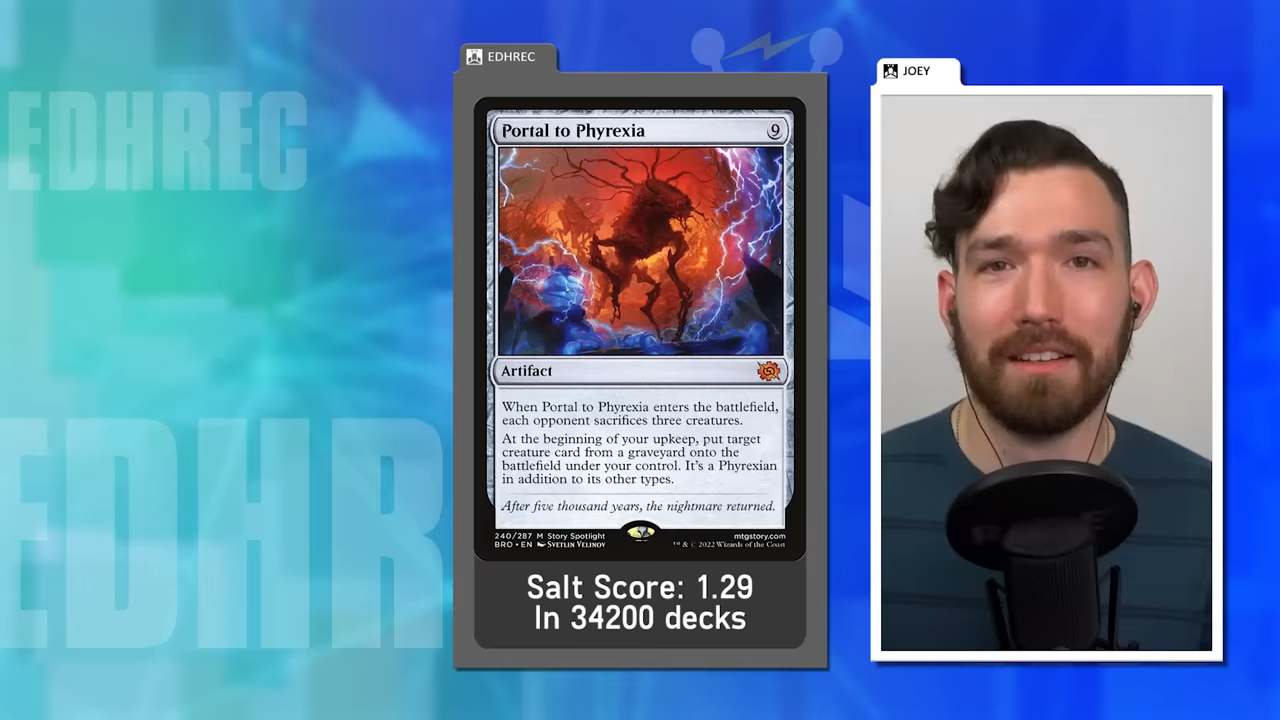 EDHREC
EDHREC
JOEY
Portal to Phyrexia 9
Artifact
When Portal to Phyrexia enters the battlefield,
each opponent sacrifices three creatures.
At the beginning of your upkeep, put target
creature card from a graveyard onto the
battlefield under your control. It's a Phyrexian
in addition to its other types.
After five thousand years, the nightmare returned.
240/287 M Story Spotlight
BRO • EN Svetlin Velinov
mtgstory.com
™ & © 2022 Wizards of the Coast
Salt Score: 1.29
In 34200 decks
EDHR